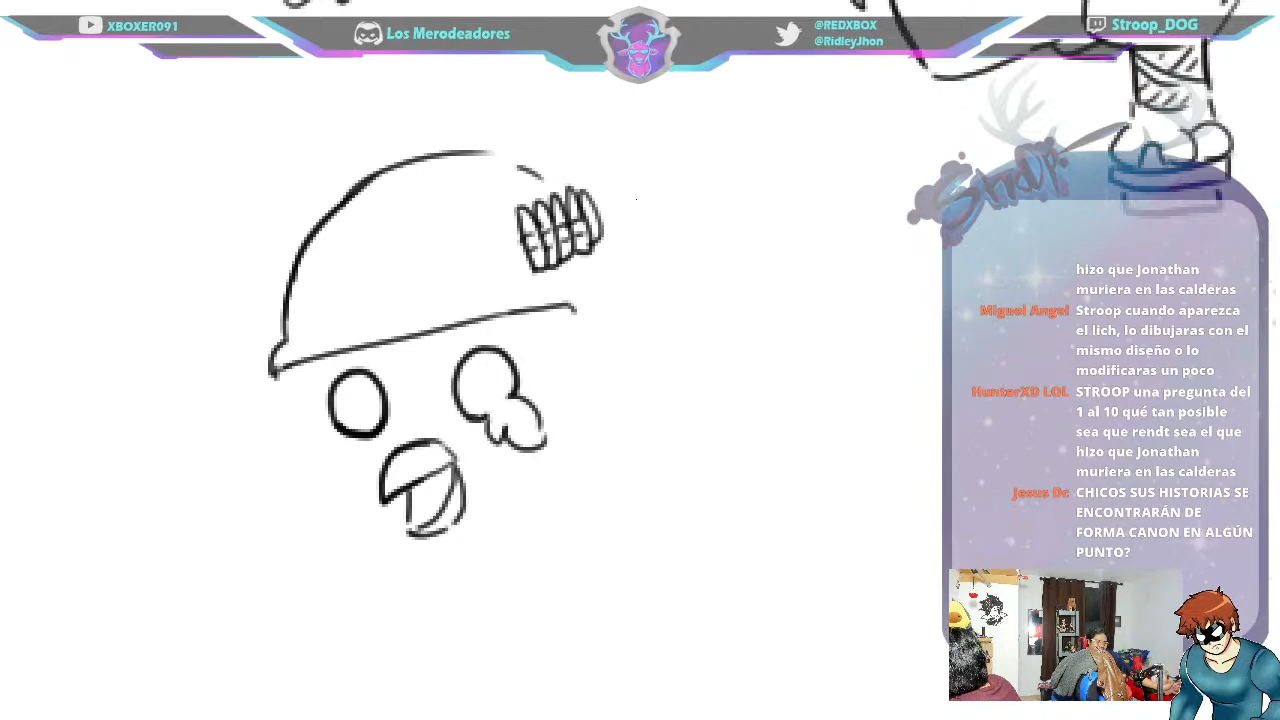 XBOXER091
Los Merodeadores
@REDXBOX
@RidleyJhon
Stroop_DOG
Stroop
hizo que Jonathan
muriera en las calderas
Miguel Angel Stroop cuando aparezca
el lich, lo dibujaras con el
mismo diseño o lo
modificaras un poco
HunterXD LOL STROOP una pregunta del
1 al 10 qué tan posible
sea que rendt sea el que
hizo que Jonathan
muriera en las calderas
Jesus Dc CHICOS SUS HISTORIAS SE
ENCONTRARÁN DE
FORMA CANON EN ALGÚN
PUNTO?